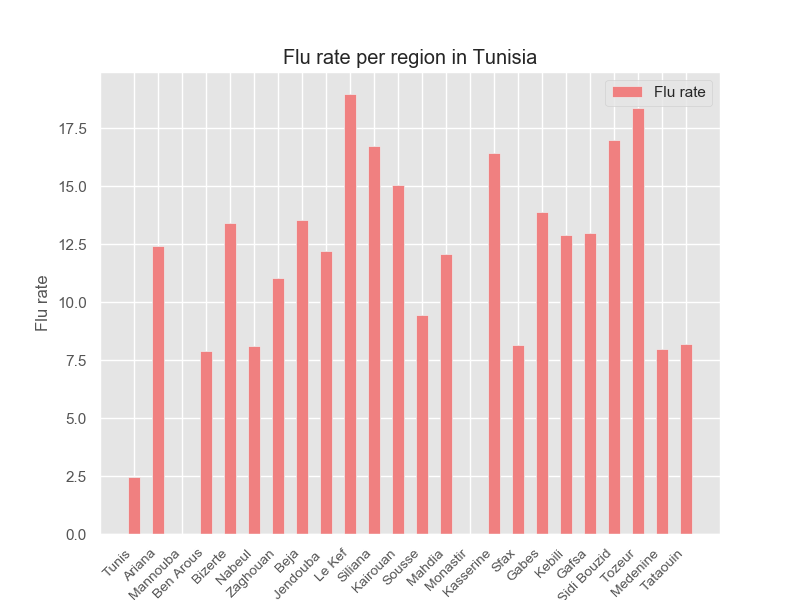 Flu rate per region in Tunisia
Flu rate
Flu rate
17.5
15.0
12.5
10.0
7.5
5.0
2.5
0.0
Tunis
Ariana
Mannouba
Ben Arous
Bizerte
Nabeul
Zaghouan
Beja
Jendouba
Le Kef
Siliana
Kairouan
Sousse
Mahdia
Monastir
Kasserine
Sfax
Gabes
Kebili
Gafsa
Sidi Bouzid
Tozeur
Medenine
Tataouin